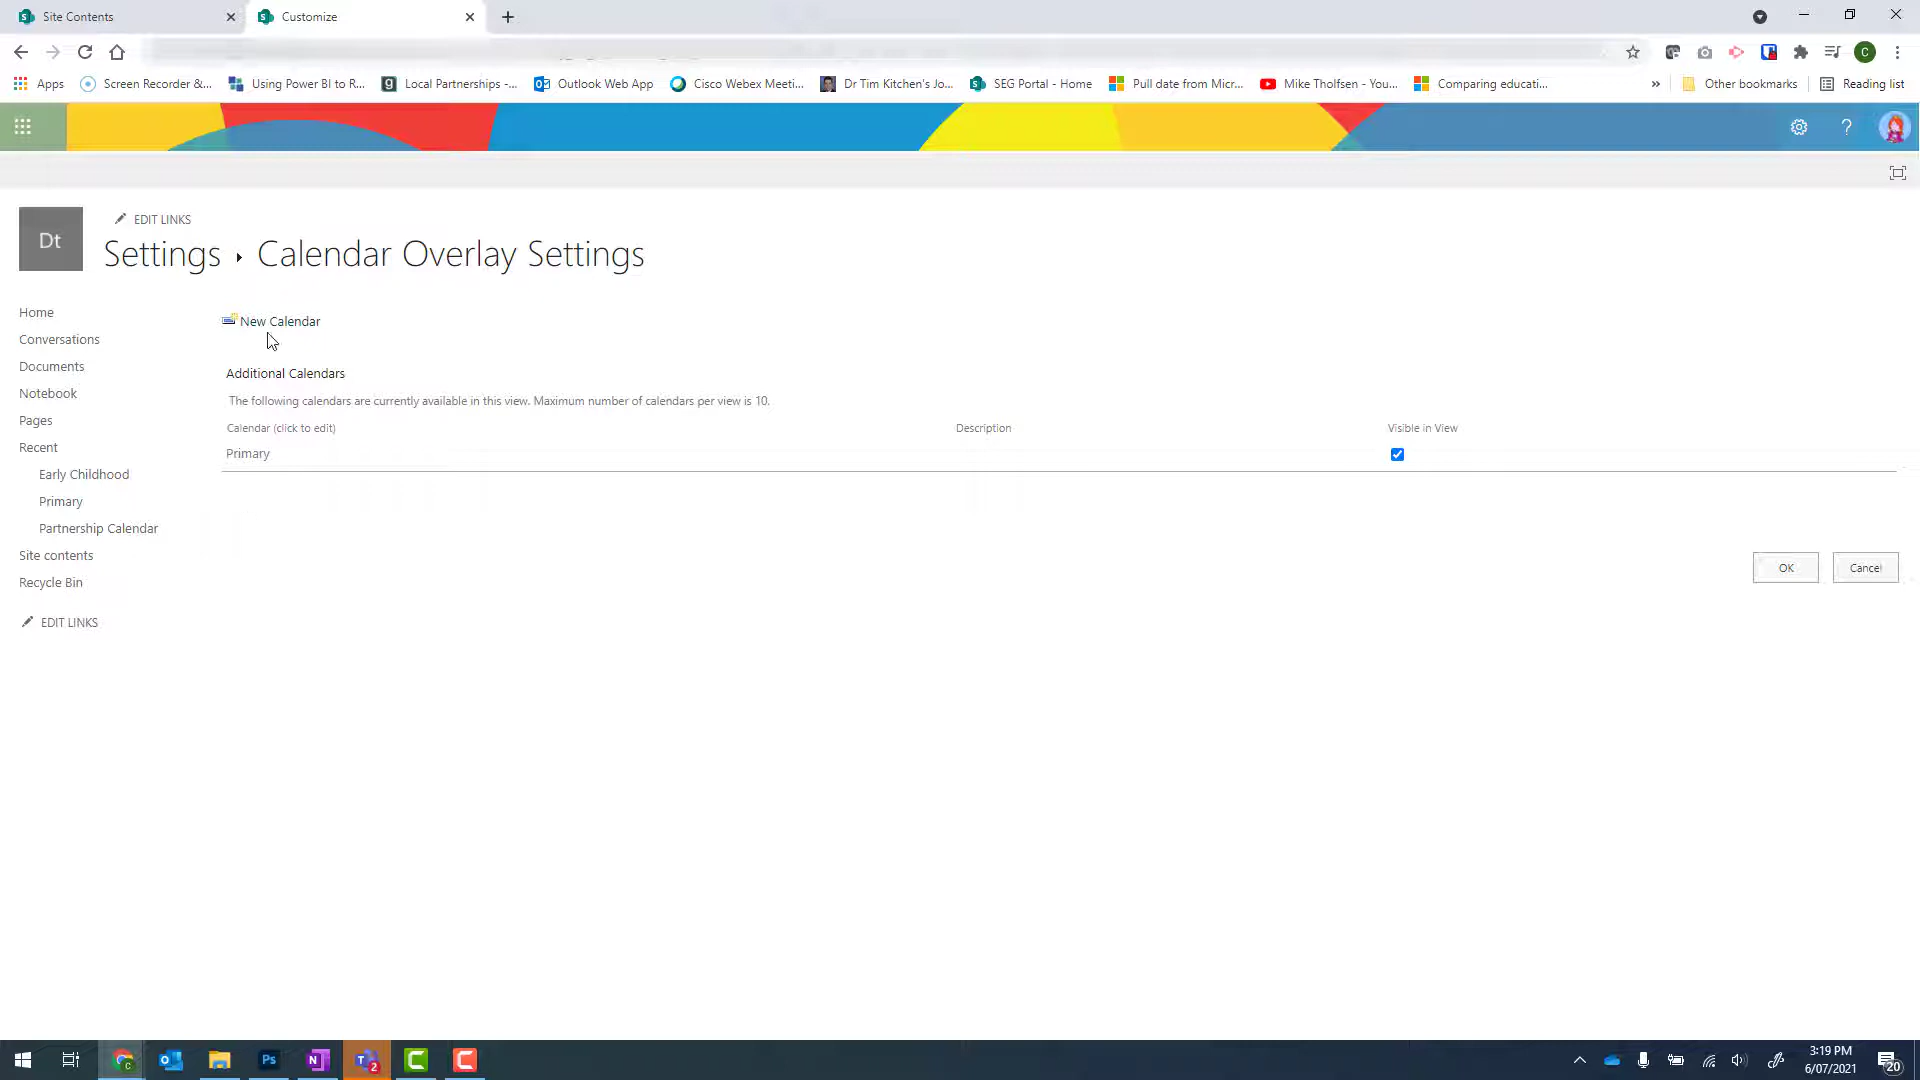 Site Contents
Customize
Apps
Screen Recorder &...
Using Power BI to R...
Local Partnerships -...
Outlook Web App
Cisco Webex Meeti...
Dr Tim Kitchen's Jo...
SEG Portal - Home
Pull date from Micr...
Mike Tholfsen - You...
Comparing educati...
»
Other bookmarks
Reading list
C
?
Dt
EDIT LINKS
Settings ▸ Calendar Overlay Settings
Home
Conversations
Documents
Notebook
Pages
Recent
Early Childhood
Primary
Partnership Calendar
Site contents
Recycle Bin
EDIT LINKS
New Calendar
Additional Calendars
The following calendars are currently available in this view. Maximum number of calendars per view is 10.
Calendar (click to edit)
Description
Visible in View
Primary
OK
Cancel
3:19 PM
6/07/2021
20